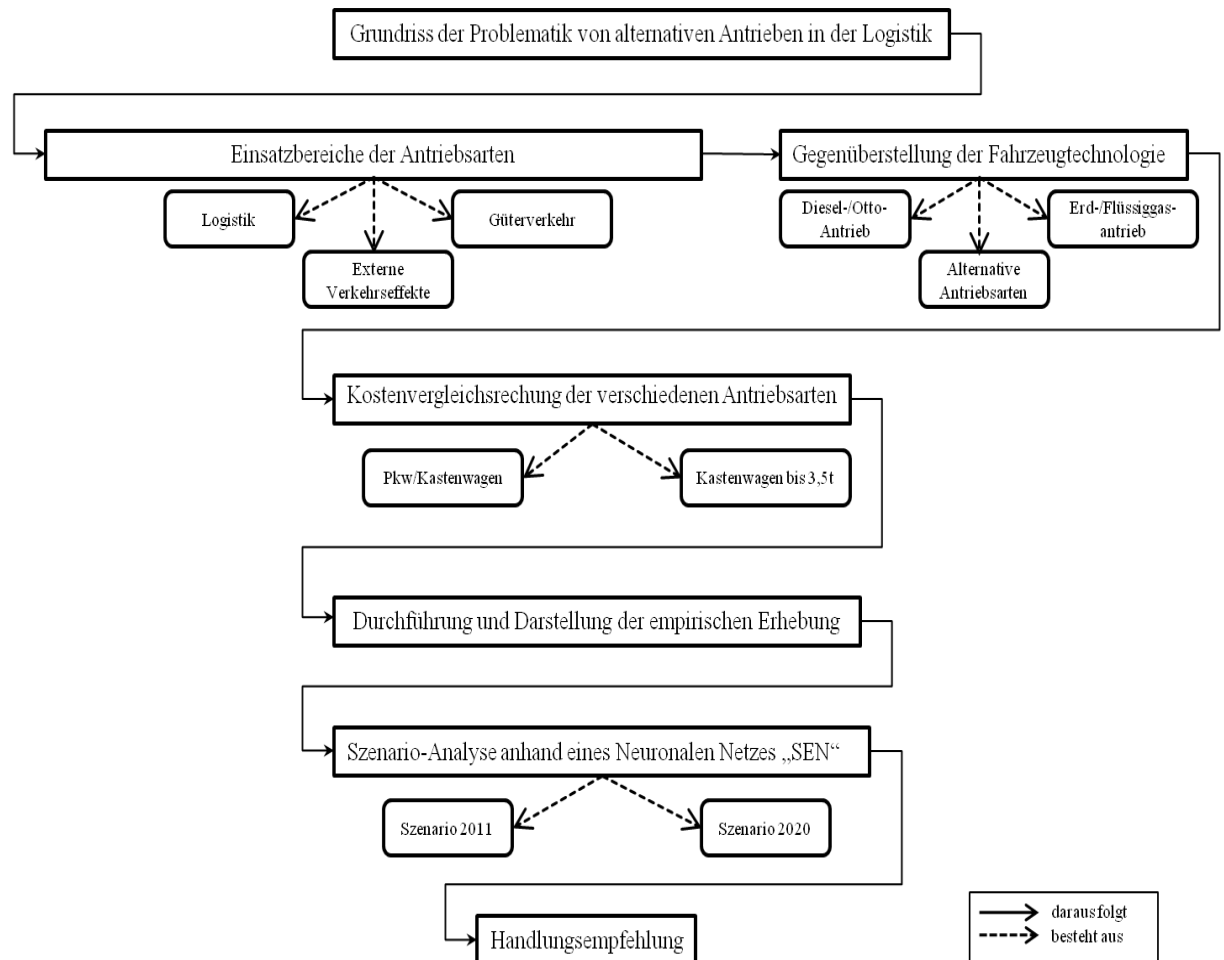 Grundriss der Problematik von alternativen Antrieben in der Logistik
Einsatzbereiche der Antriebsarten
Gegenüberstellung der Fahrzeugtechnologie
Logistik
Güterverkehr
Externe
Verkehrseffekte
Diesel-/Otto-
Antrieb
Erd-/Flüssiggas-
antrieb
Alternative
Antriebsarten
Kostenvergleichsrechung der verschiedenen Antriebsarten
Pkw/Kastenwagen
Kastenwagen bis 3,5t
Durchführung und Darstellung der empirischen Erhebung
Szenario-Analyse anhand eines Neuronalen Netzes „SEN“
Szenario 2011
Szenario 2020
Handlungsempfehlung
daraus folgt
besteht aus